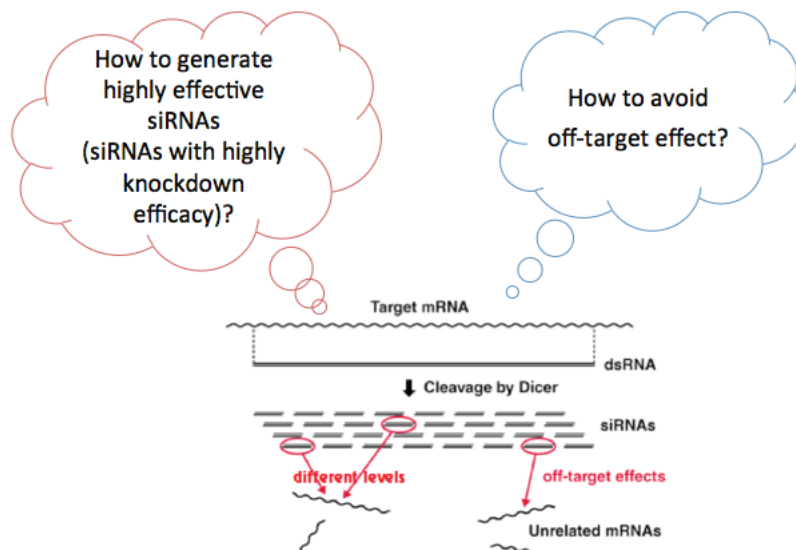 How to generate
highly effective
siRNAs
(siRNAs with highly
knockdown
efficacy)?
How to avoid
off-target effect?
Target mRNA
dsRNA
Cleavage by Dicer
siRNAs
different levels
off-target effects
Unrelated mRNAs